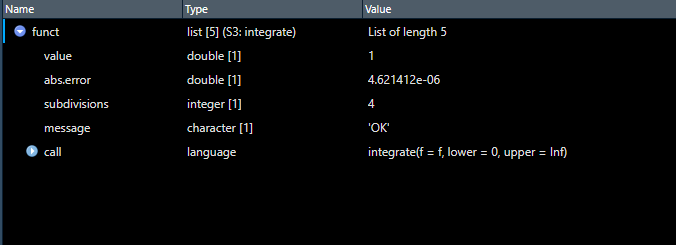 Name Type Value
funct list [5] (S3: integrate) List of length 5
value double [1] 1
abs.error double [1] 4.621412e-06
subdivisions integer [1] 4
message character [1] 'OK'
call language integrate(f = f, lower = 0, upper = Inf)